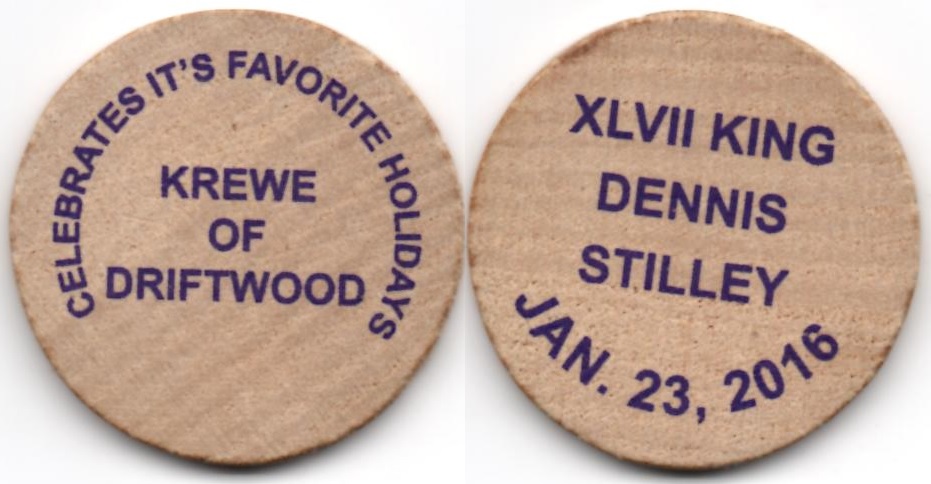 CELEBRATES IT'S FAVORITE HOLIDAYS
KREWE
OF
DRIFTWOOD
XLVII KING
DENNIS
STILLEY
JAN. 23, 2016